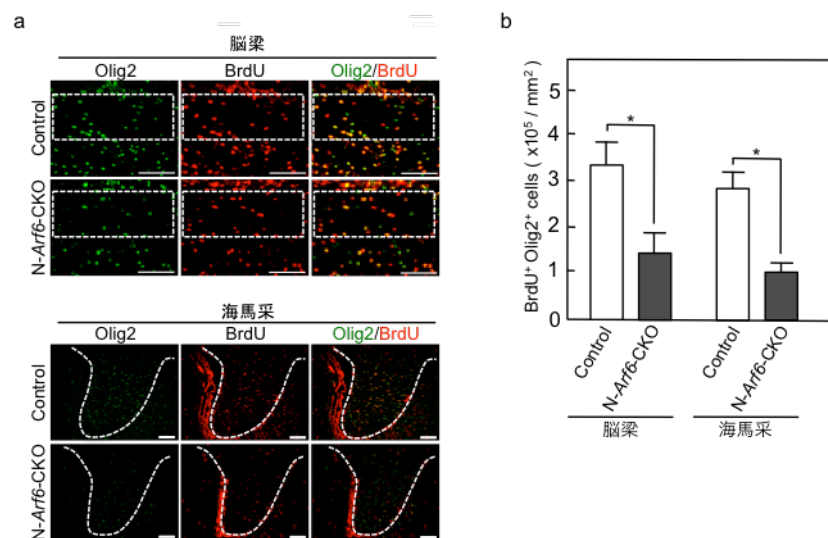 a
脳梁
Olig2 BrdU Olig2/BrdU
Control
N-Arf6-CKO
海馬采
Olig2 BrdU Olig2/BrdU
Control
N-Arf6-CKO
b
BrdU⁺ Olig2⁺ cells ( x10⁵ / mm²)
5
4
3
2
1
0
*
*
Control
N-Arf6-CKO
Control
N-Arf6-CKO
脳梁
海馬采